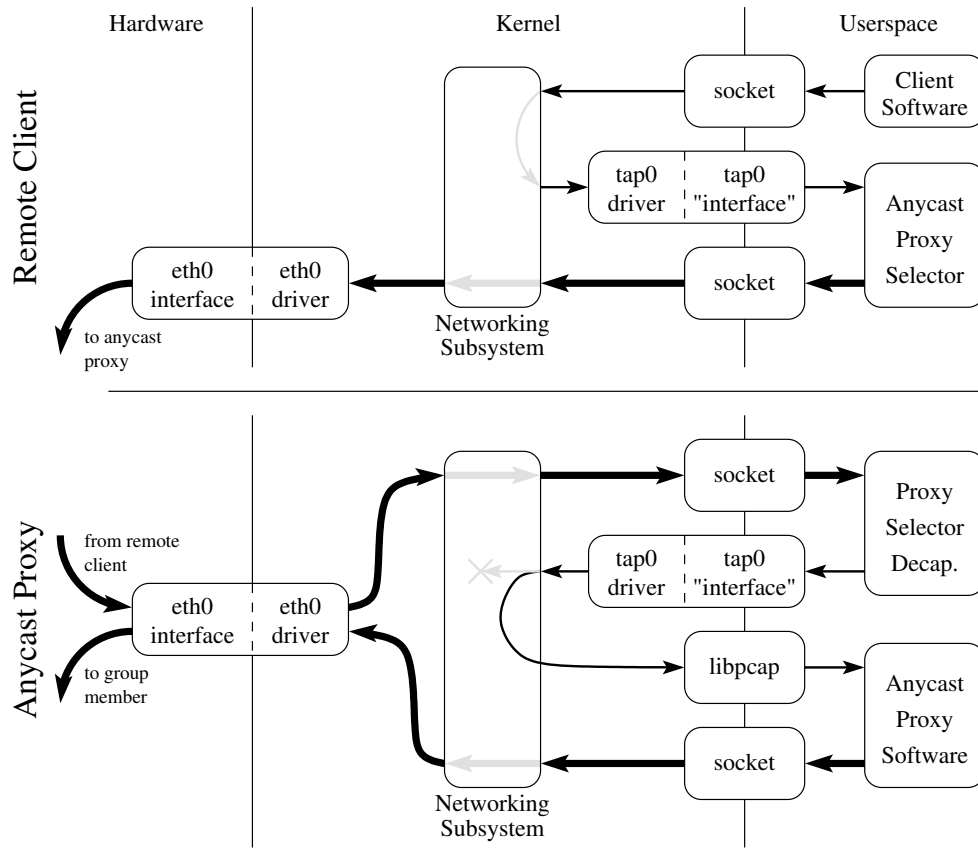 Hardware
Kernel
Userspace
Remote Client
socket
Client
Software
tap0
driver
tap0
"interface"
Anycast
Proxy
Selector
eth0
interface
eth0
driver
socket
to anycast
proxy
Networking
Subsystem
Anycast Proxy
socket
Proxy
Selector
Decap.
from remote
client
tap0
driver
tap0
"interface"
eth0
interface
eth0
driver
to group
member
libpcap
Anycast
Proxy
Software
socket
Networking
Subsystem